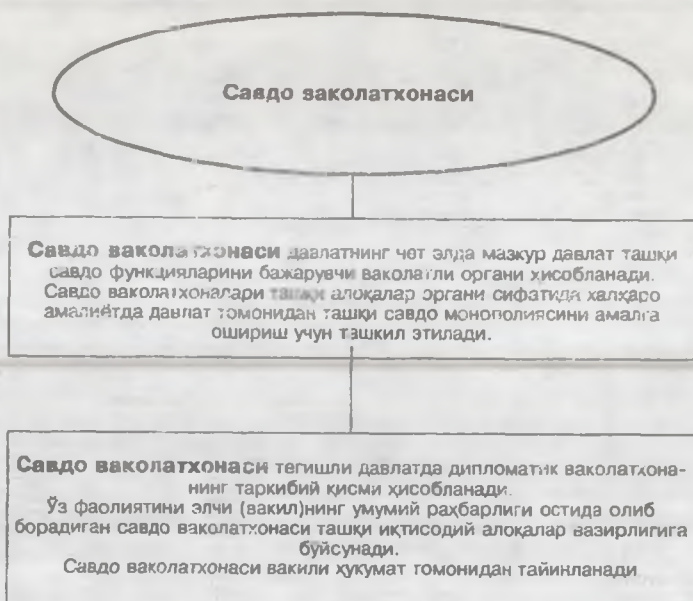 Савдо ваколатхонаси
Савдо ваколатхонаси давлатнинг чет элда мазкур давлат ташқи
савдо функцияларини бажарувчи ваколатли органи ҳисобланади.
Савдо ваколатхоналари ташқи алоқалар органи сифатида халқаро
амалиётда давлат томонидан ташқи савдо монополиясини амалга
ошириш учун ташкил этилади.
Савдо ваколатхонаси тегишли давлатда дипломатик ваколатхона-
нинг таркибий қисми ҳисобланади.
Ўз фаолиятини элчи (вакил)нинг умумий раҳбарлиги остида олиб
борадиган савдо ваколатхонаси ташқи иқтисодий алоқалар вазирлигига
бўйсунади.
Савдо ваколатхонаси вакили ҳукумат томонидан тайинланади